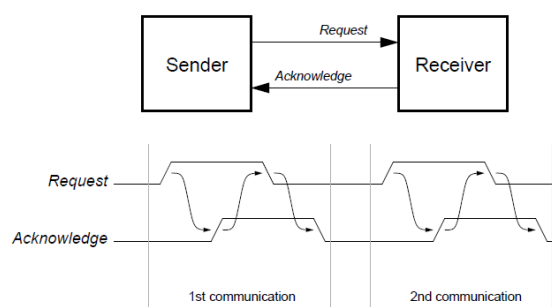 Request
Sender
Receiver
Acknowledge
Request
Acknowledge
1st communication
2nd communication